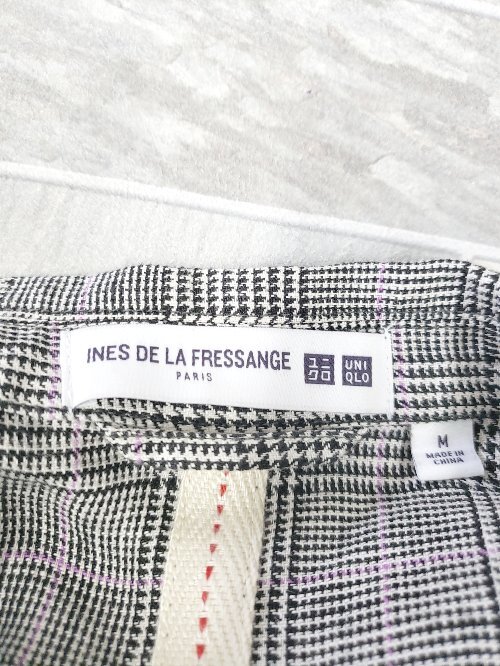 INES DE LA FRESSANGE
PARIS
ユニ
クロ
UNI
QLO
M
MADE IN
CHINA